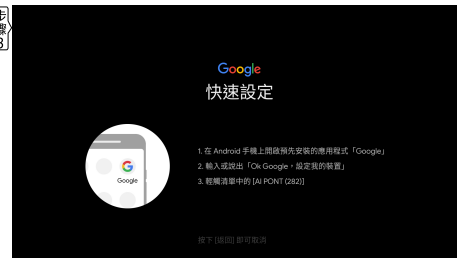 步驟3
Google
快速設定
1. 在 Android 手機上開啟預先安裝的應用程式「Google」
2. 輸入或說出「Ok Google，設定我的裝置」
3. 輕觸清單中的 [AI PONT (282)]
Google
按下 [返回] 即可取消